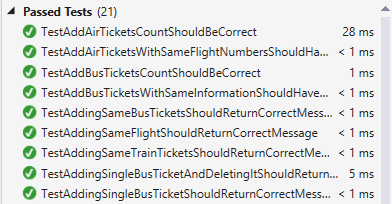 Passed Tests (21)
TestAddAirTicketsCountShouldBeCorrect 28 ms
TestAddAirTicketsWithSameFlightNumbersShouldHa... < 1 ms
TestAddBusTicketsCountShouldBeCorrect 1 ms
TestAddBusTicketsWithSameInformationShouldHave... < 1 ms
TestAddingSameBusTicketsShouldReturnCorrectMess... < 1 ms
TestAddingSameFlightShouldReturnCorrectMessage < 1 ms
TestAddingSameTrainTicketsShouldReturnCorrectMe... < 1 ms
TestAddingSingleBusTicketAndDeletingItShouldReturn... 5 ms
TestAddingSingleBusTicketShouldReturnCorrectMess... < 1 ms